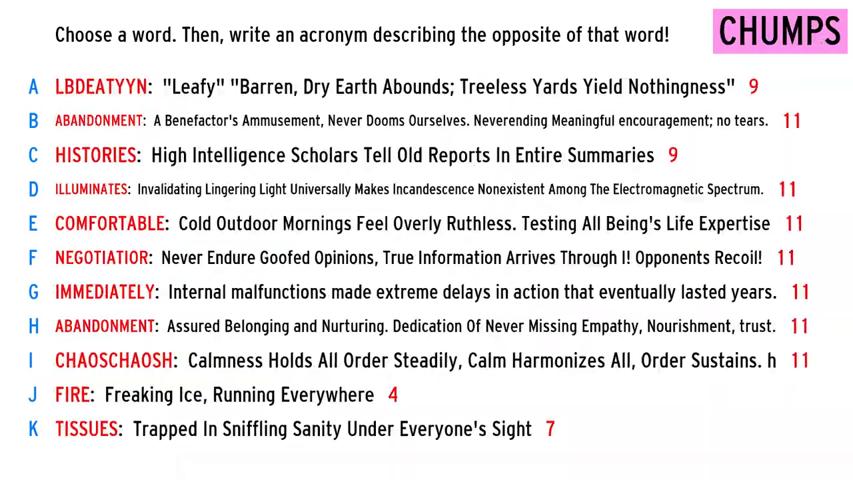 Choose a word. Then, write an acronym describing the opposite of that word!
CHUMPS
A LBDEATYYN: "Leafy" "Barren, Dry Earth Abounds; Treeless Yards Yield Nothingness" 9
B ABANDONMENT: A Benefactor's Ammusement, Never Dooms Ourselves. Neverending Meaningful encouragement; no tears. 11
C HISTORIES: High Intelligence Scholars Tell Old Reports In Entire Summaries 9
D ILLUMINATES: Invalidating Lingering Light Universally Makes Incandescence Nonexistent Among The Electromagnetic Spectrum. 11
E COMFORTABLE: Cold Outdoor Mornings Feel Overly Ruthless. Testing All Being's Life Expertise 11
F NEGOTIATIOR: Never Endure Goofed Opinions, True Information Arrives Through I! Opponents Recoil! 11
G IMMEDIATELY: Internal malfunctions made extreme delays in action that eventually lasted years. 11
H ABANDONMENT: Assured Belonging and Nurturing. Dedication Of Never Missing Empathy, Nourishment, trust. 11
I CHAOSCHAOSH: Calmness Holds All Order Steadily, Calm Harmonizes All, Order Sustains. h 11
J FIRE: Freaking Ice, Running Everywhere 4
K TISSUES: Trapped In Sniffling Sanity Under Everyone's Sight 7